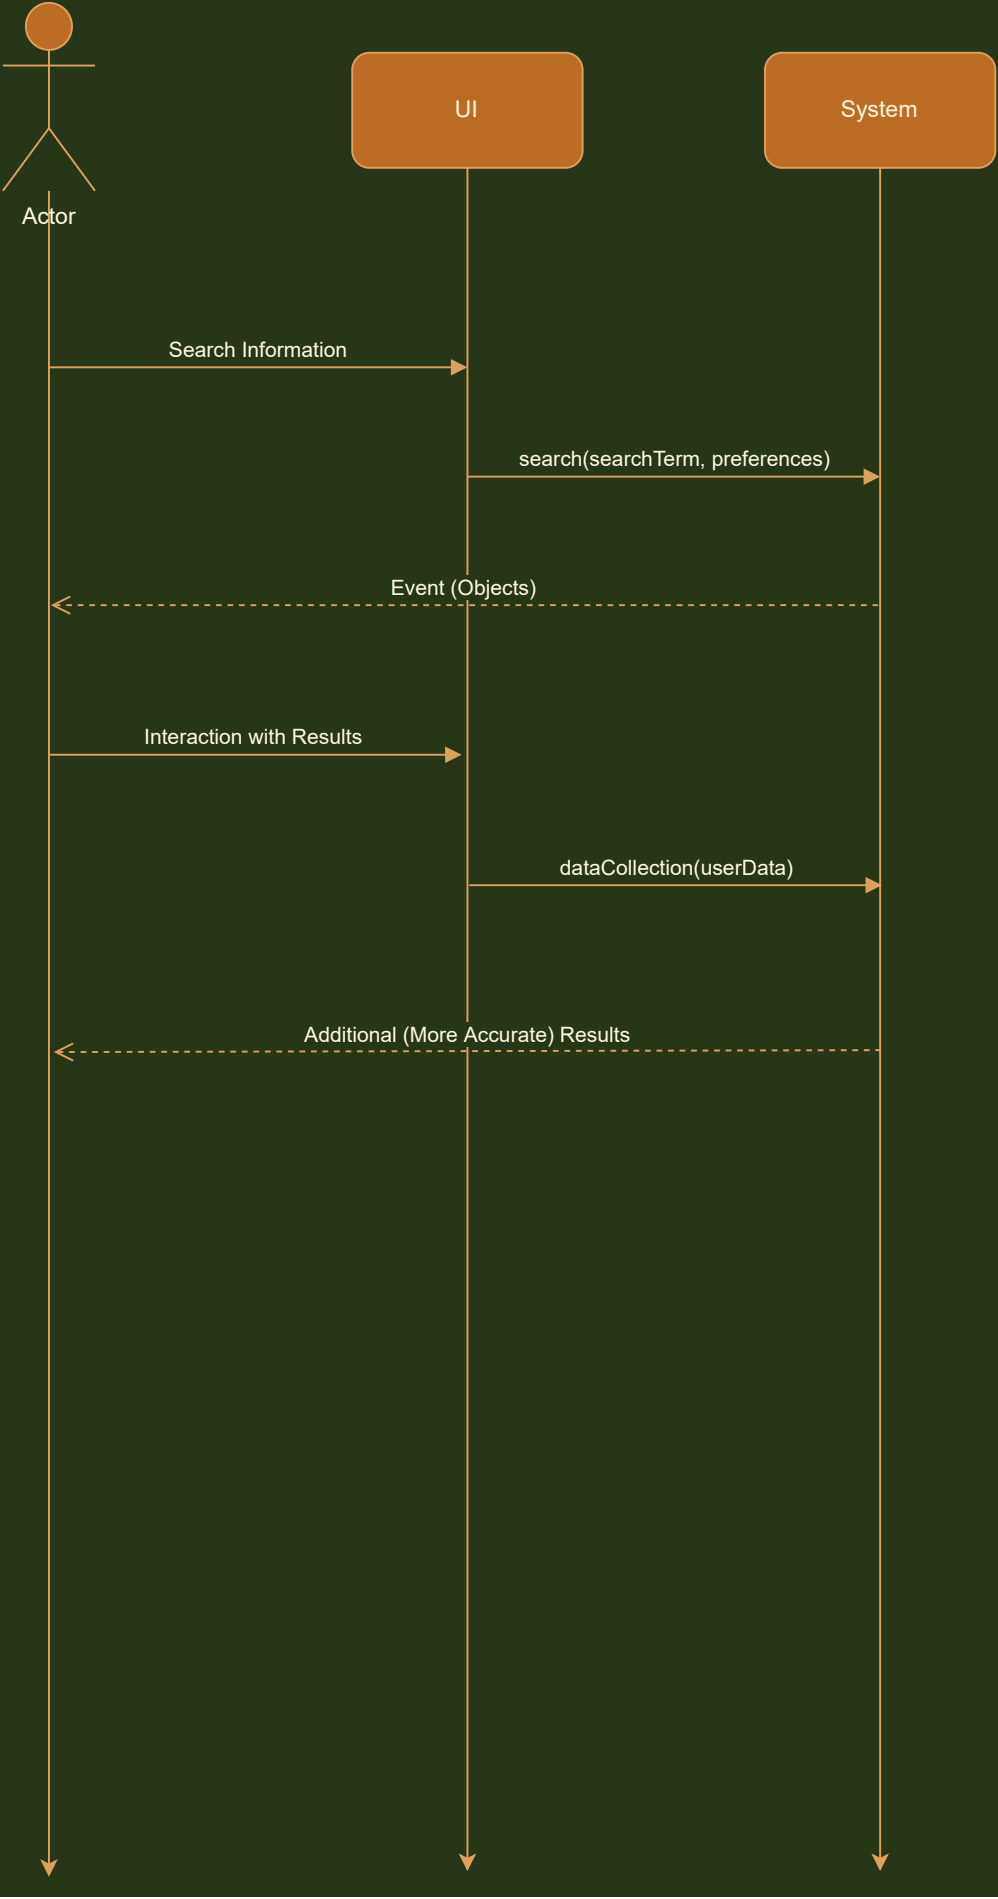 UI
System
Actor
Search Information
search(searchTerm, preferences)
Event (Objects)
Interaction with Results
dataCollection(userData)
Additional (More Accurate) Results